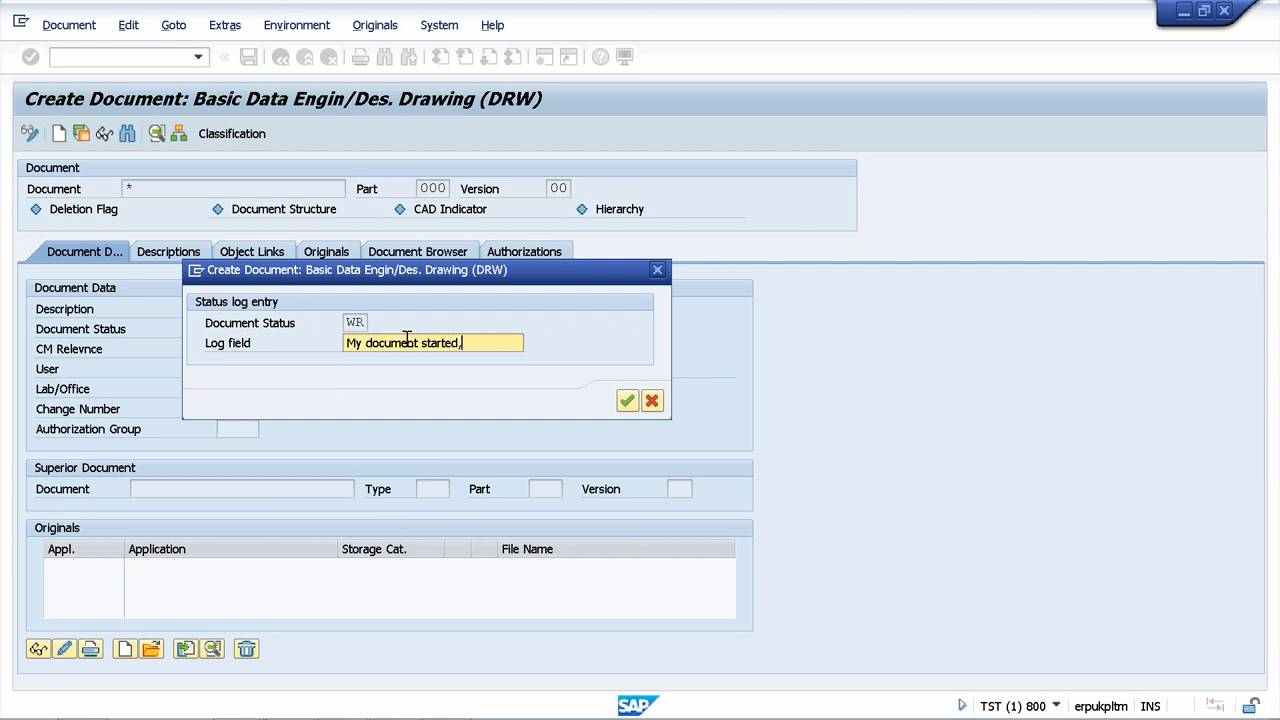 Document Edit Goto Extras Environment Originals System Help
Create Document: Basic Data Engin/Des. Drawing (DRW)
Classification
Document
Document * Part 000 Version 00
Deletion Flag Document Structure CAD Indicator Hierarchy
Document D... Descriptions Object Links Originals Document Browser Authorizations
Create Document: Basic Data Engin/Des. Drawing (DRW)
Status log entry
Document Status WR
Log field My document started,
Document Data
Description
Document Status
CM Relevnce
User
Lab/Office
Change Number
Authorization Group
Superior Document
Document Type Part Version
Originals
Appl. Application Storage Cat. File Name
SAP TST (1) 800 erpukpltm INS